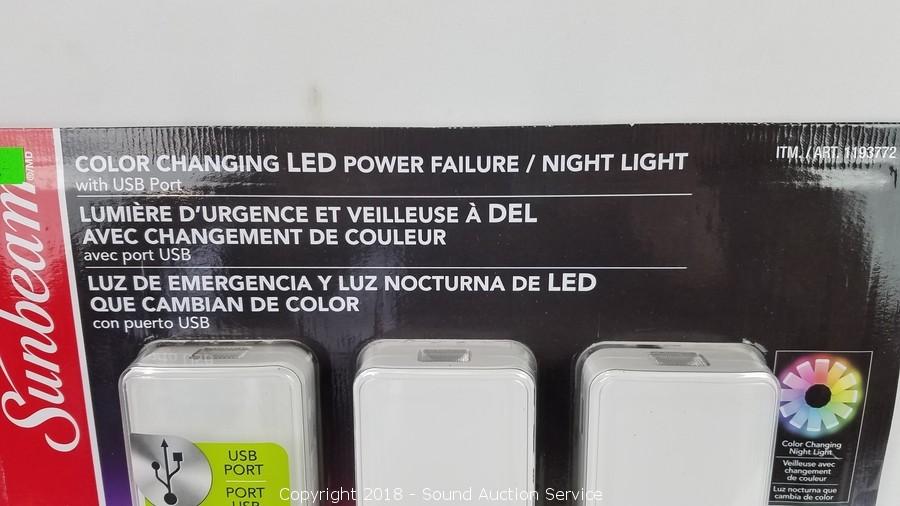 Sunbeam
®/MD
COLOR CHANGING LED POWER FAILURE / NIGHT LIGHT
with USB Port
LUMIÈRE D'URGENCE ET VEILLEUSE À DEL
AVEC CHANGEMENT DE COULEUR
avec port USB
LUZ DE EMERGENCIA Y LUZ NOCTURNA DE LED
QUE CAMBIAN DE COLOR
con puerto USB
ITM. / ART. 1193772
USB
PORT
PORT
USB
Color Changing
Night Light
Veilleuse avec
changement
de couleur
Luz nocturna que
cambia de color
Copyright 2018 - Sound Auction Service